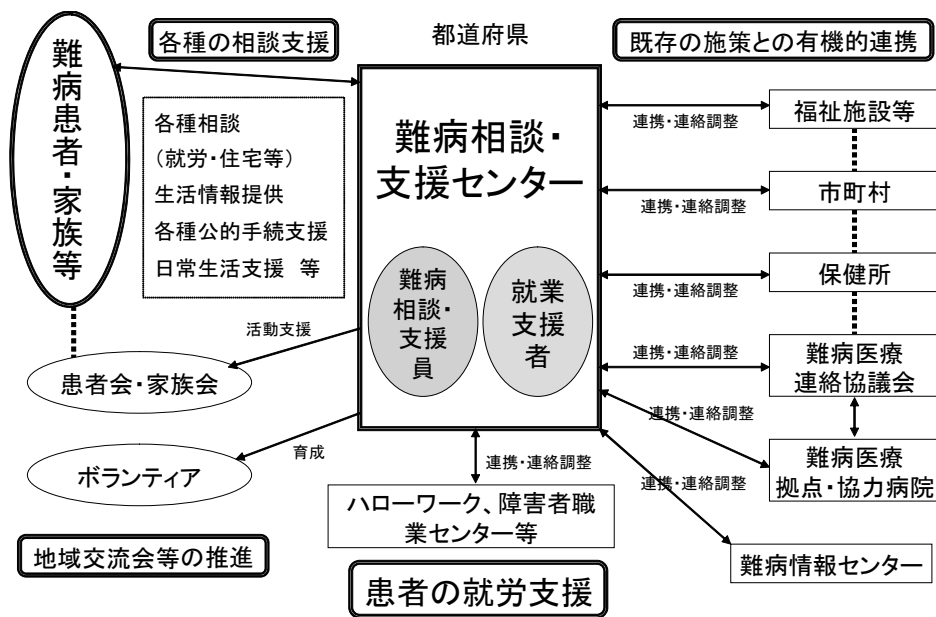 各種の相談支援
都道府県
既存の施策との有機的連携
難病患者・家族等
各種相談
(就労・住宅等)
生活情報提供
各種公的手続支援
日常生活支援 等
難病相談・
支援センター
難病
相談・
支援
員
就業
支援
者
連携・連絡調整
福祉施設等
連携・連絡調整
市町村
連携・連絡調整
保健所
連携・連絡調整
難病医療
連絡協議会
連携・連絡調整
難病医療
拠点・協力病院
連携・連絡調整
難病情報センター
活動支援
患者会・家族会
育成
ボランティア
連携・連絡調整
ハローワーク、障害者職
業センター等
地域交流会等の推進
患者の就労支援